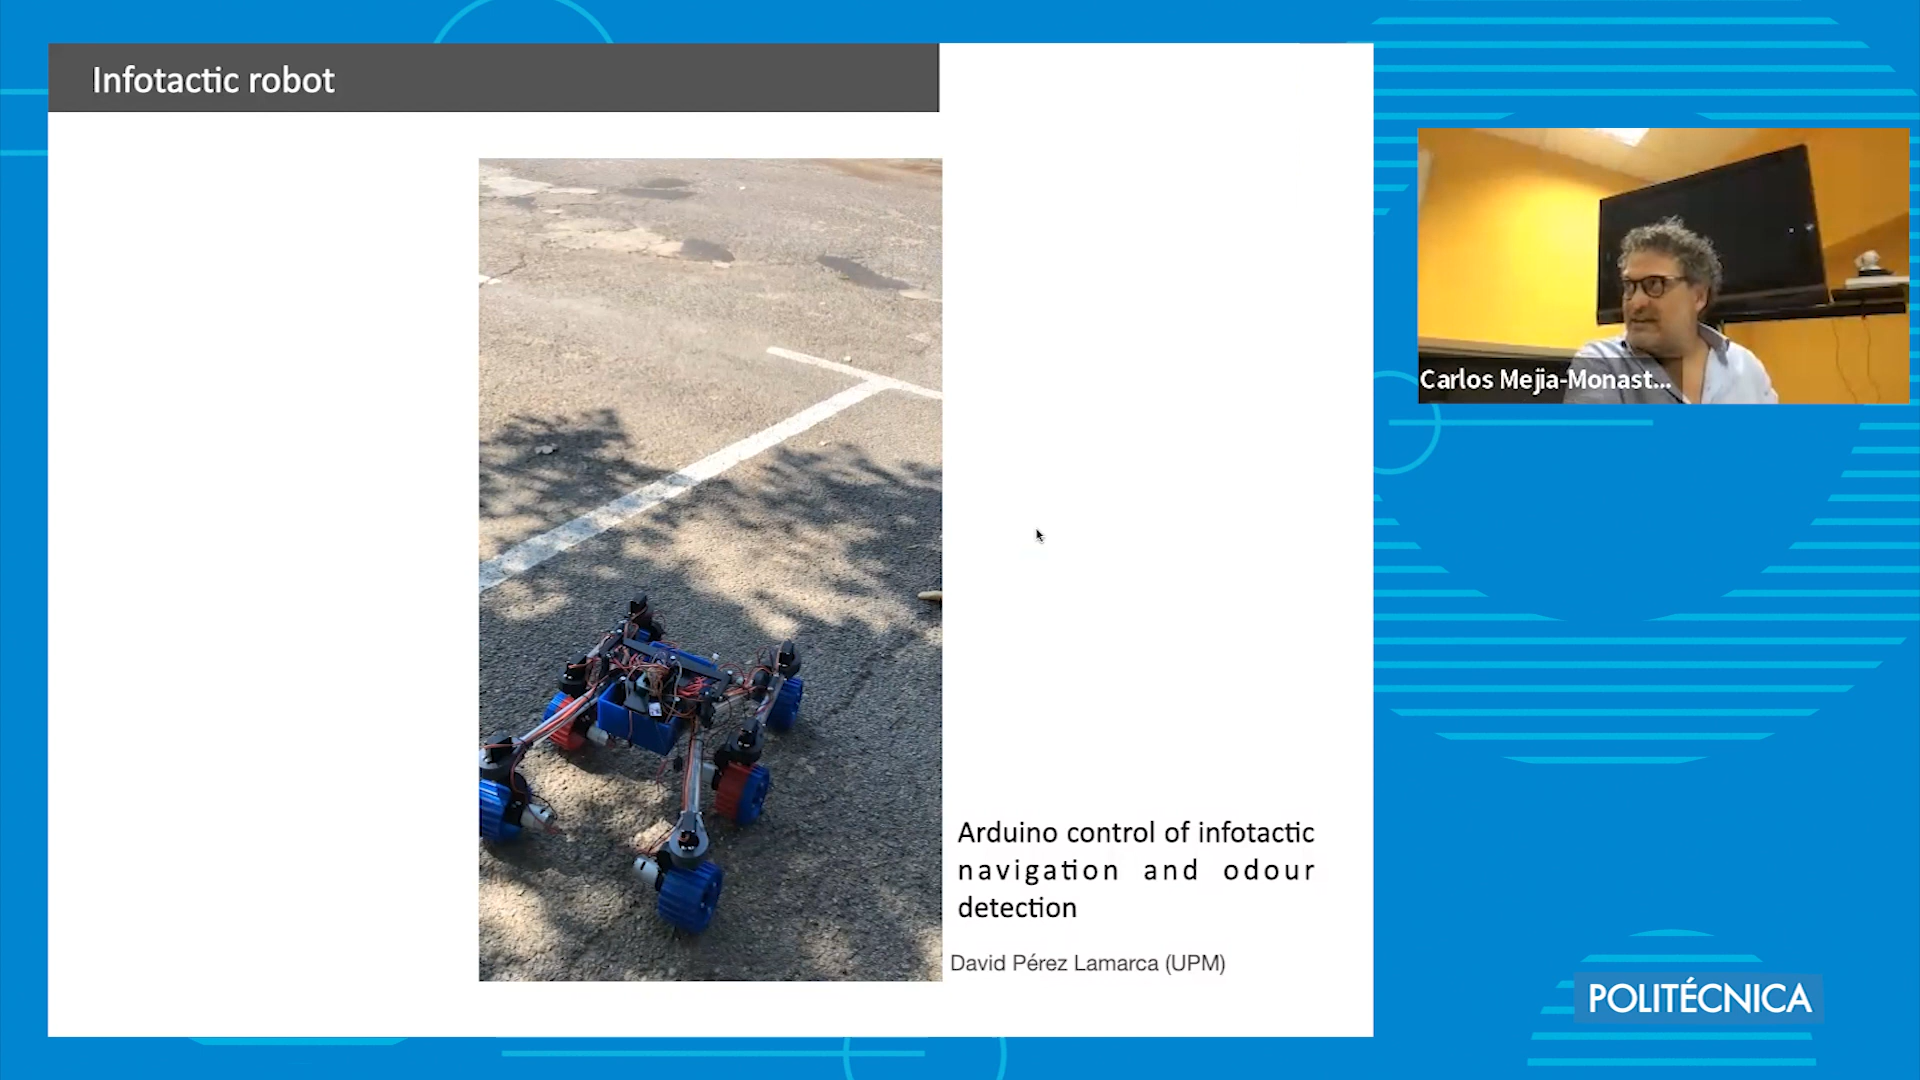 Infotactic robot
Carlos Mejia-Monast...
Arduino control of infotactic
navigation and odour
detection
David Pérez Lamarca (UPM)
POLITÉCNICA